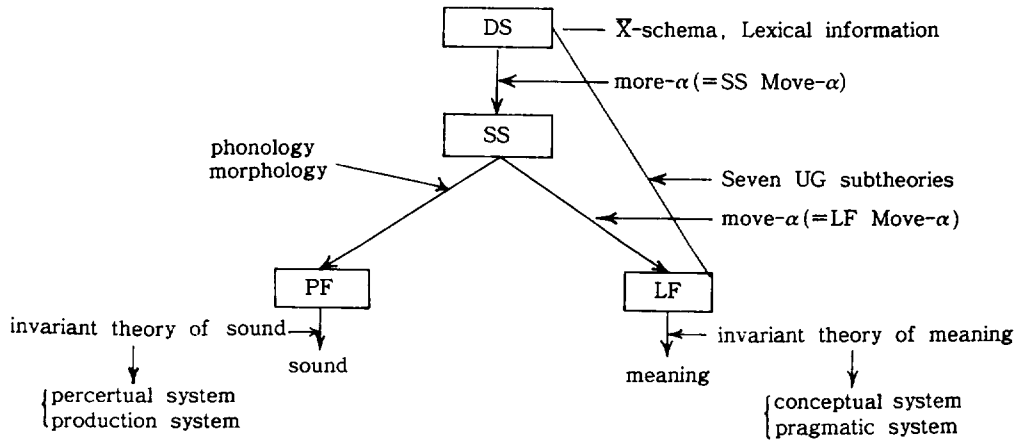 DS
X̄-schema, Lexical information
more-α (=SS Move-α)
SS
phonology
morphology
Seven UG subtheories
move-α (=LF Move-α)
PF
LF
invariant theory of sound
invariant theory of meaning
sound
meaning
percertual system
production system
conceptual system
pragmatic system